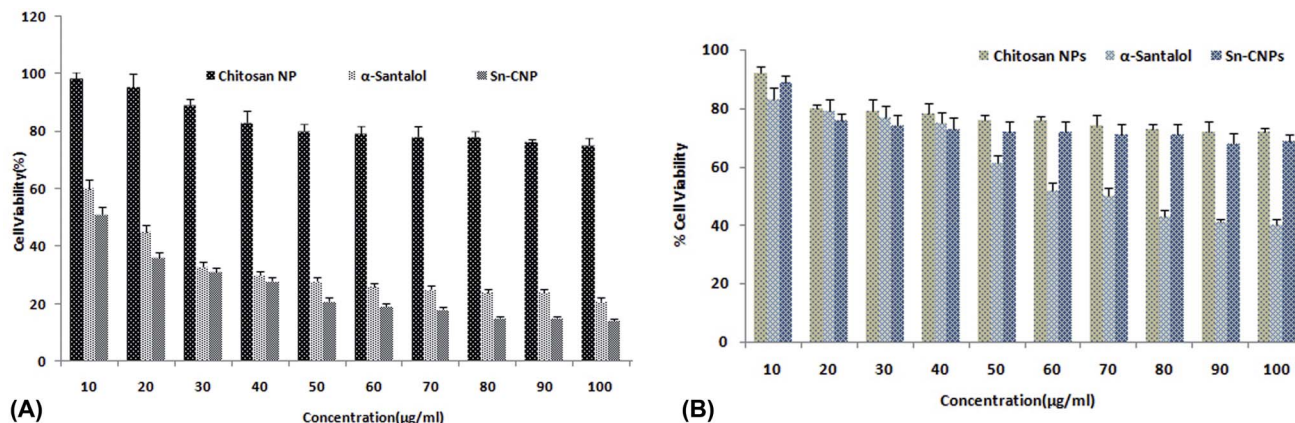 120
100
80
60
40
20
0
Cell Viability(%)
Chitosan NP α-Santalol Sn-CNP
10 20 30 40 50 60 70 80 90 100
Concentration(µg/ml)
(A)
100
80
60
40
20
0
% Cell Viability
Chitosan NPs α-Santalol Sn-CNPs
10 20 30 40 50 60 70 80 90 100
Concentration(µg/ml)
(B)